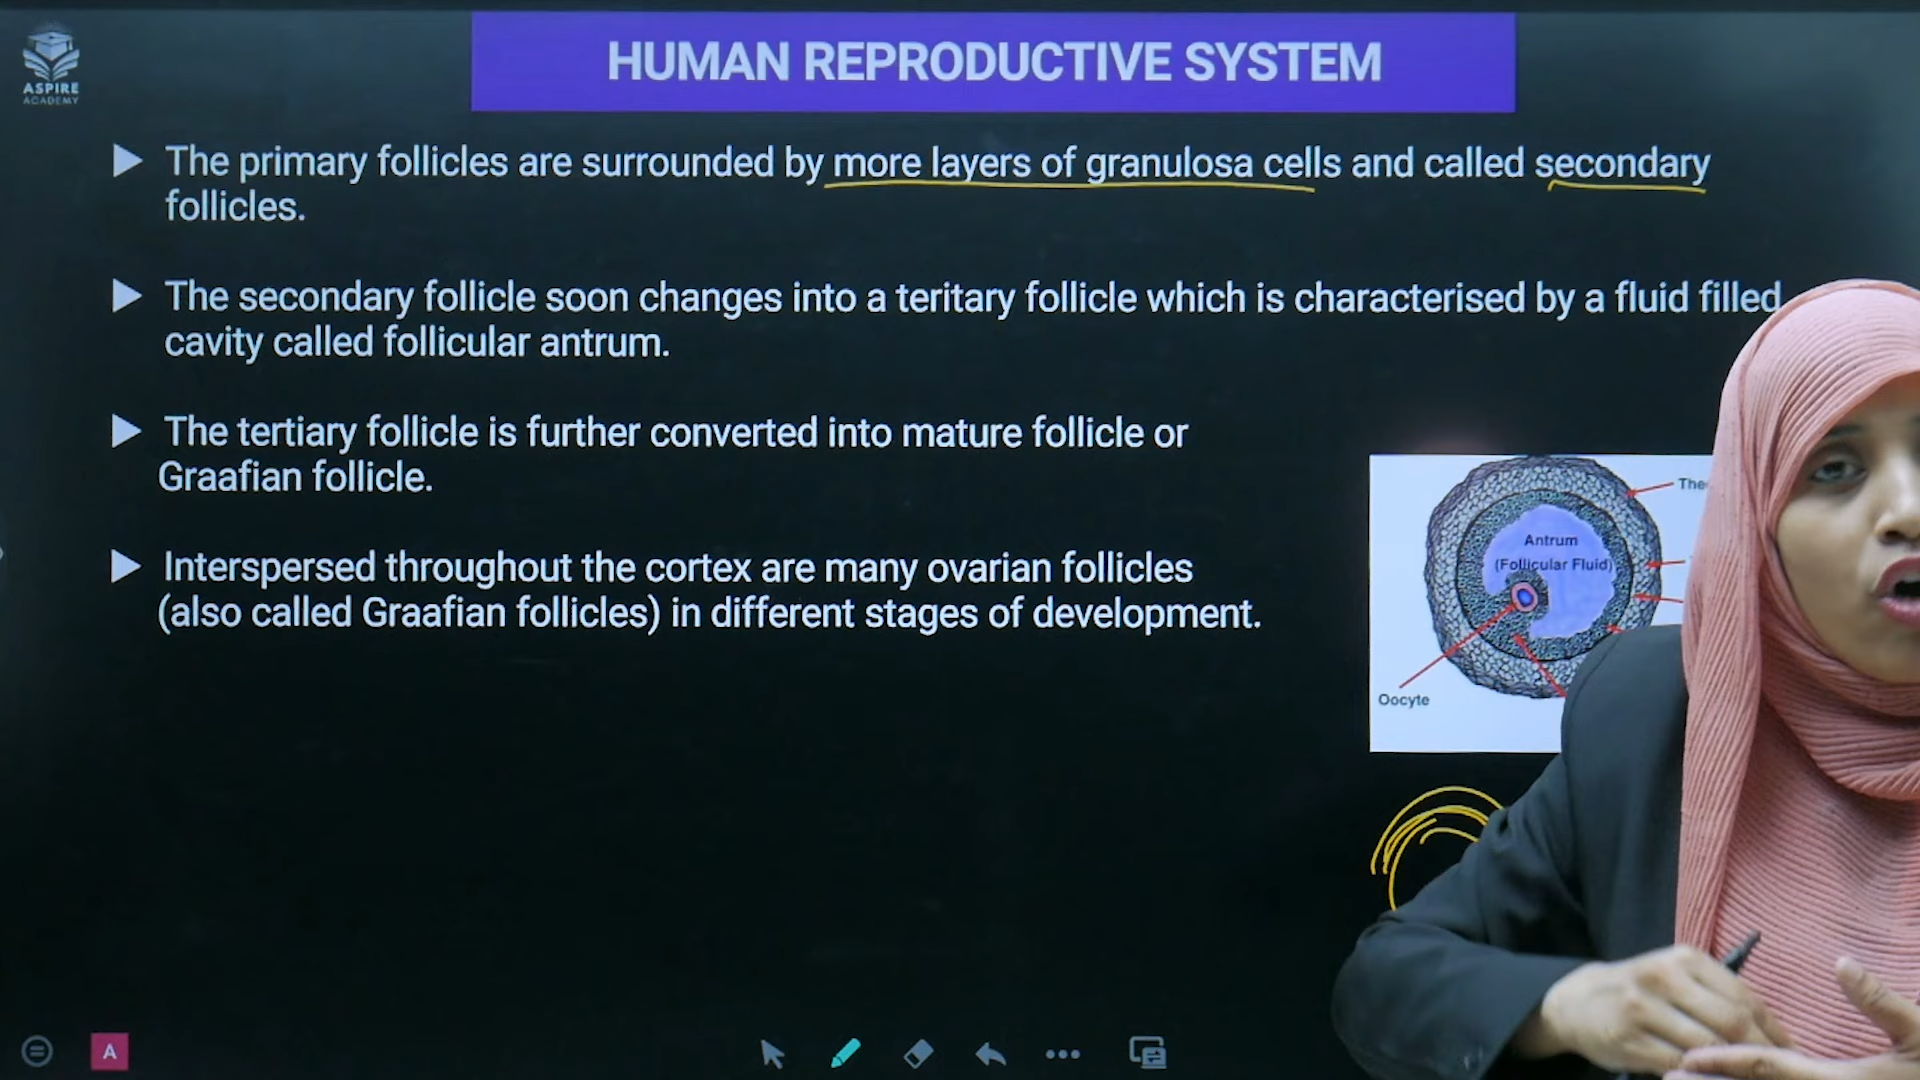 ASPIRE
ACADEMY
HUMAN REPRODUCTIVE SYSTEM
The primary follicles are surrounded by more layers of granulosa cells and called secondary
follicles.
The secondary follicle soon changes into a teritary follicle which is characterised by a fluid filled
cavity called follicular antrum.
The tertiary follicle is further converted into mature follicle or
Graafian follicle.
Interspersed throughout the cortex are many ovarian follicles
(also called Graafian follicles) in different stages of development.
Antrum
(Follicular Fluid)
Oocyte
A